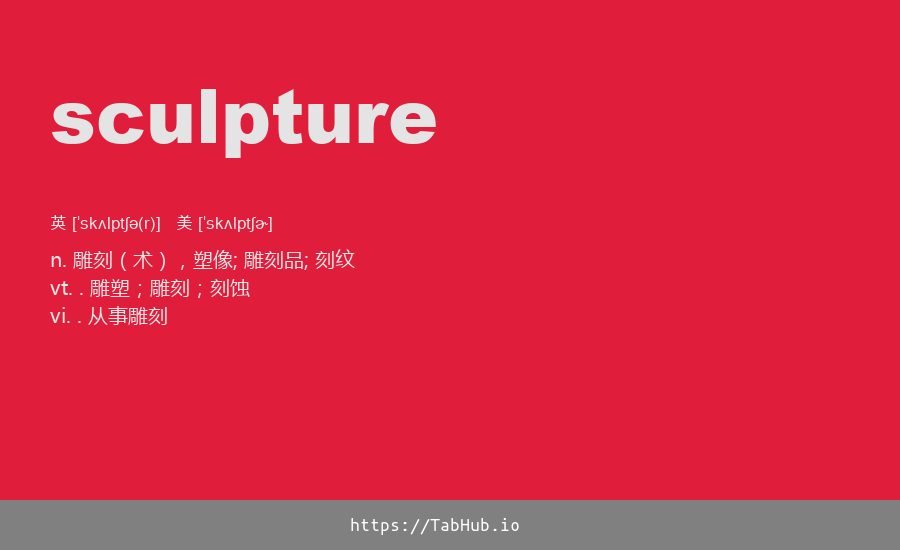 sculpture
英 [ˈskʌlptʃə(r)] 美 [ˈskʌlptʃɚ]
n. 雕刻（术），塑像; 雕刻品; 刻纹
vt. . 雕塑；雕刻；刻蚀
vi. . 从事雕刻
https://TabHub.io